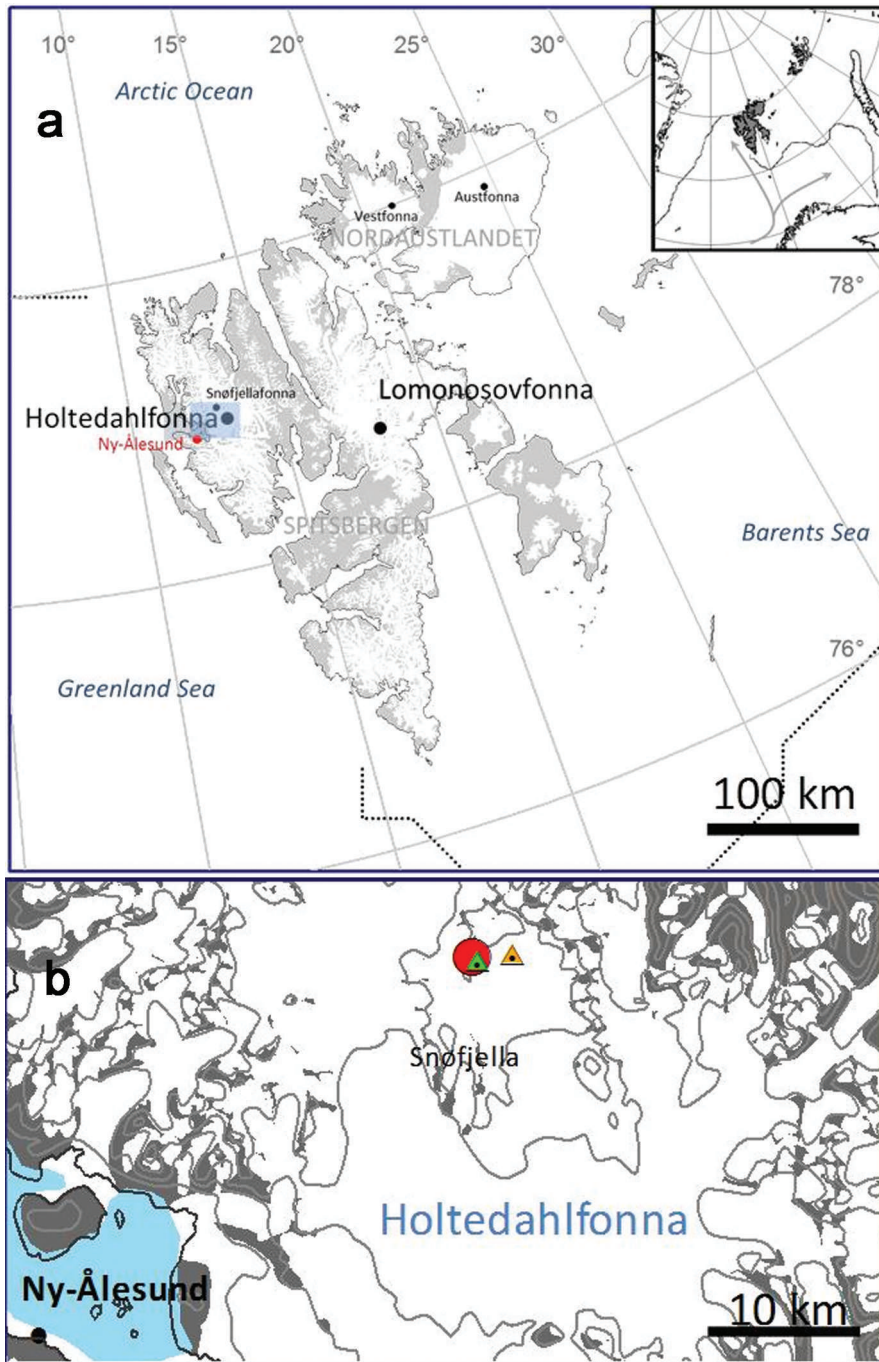 10°
15°
20°
25°
30°
Arctic Ocean
a
Austfonna
Vestfonna
NORDAUSTLANDET
78°
Snøfjellafonna
Lomonosovfonna
Holtedahlfonna
Ny-Ålesund
SPITSBERGEN
Barents Sea
76°
Greenland Sea
100 km
b
Snøfjella
Holtedahlfonna
Ny-Ålesund
10 km